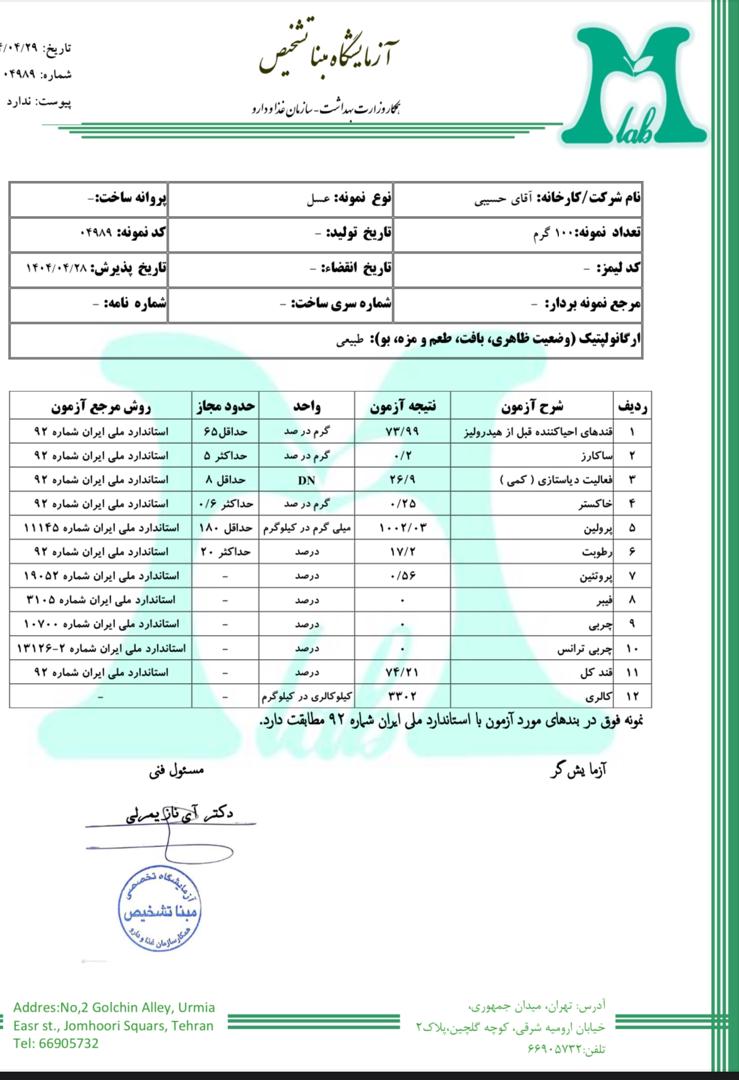 آزمایشگاه مبنا تشخیص
همکار وزارت بهداشت - سازمان غذا و دارو
تاریخ: /۰۴/۲۹
شماره: ۰۴۹۸۹
پیوست: ندارد
lab
نام شرکت/کارخانه: آقای حسیبی نوع نمونه: عسل پروانه ساخت:-
تعداد نمونه:۱۰۰ گرم تاریخ تولید: - کد نمونه: ۰۴۹۸۹
کد لیمز: - تاریخ انقضاء: - تاریخ پذیرش: ۱۴۰۴/۰۴/۲۸
مرجع نمونه بردار: - شماره سری ساخت: - شماره نامه: -
ارگانولپتیک (وضعیت ظاهری، بافت، طعم و مزه، بو): طبیعی
ردیف شرح آزمون نتیجه آزمون واحد حدود مجاز روش مرجع آزمون
۱ قندهای احیاکننده قبل از هیدرولیز ۷۳/۹۹ گرم در صد حداقل۶۵ استاندارد ملی ایران شماره ۹۲
۲ ساکارز ۰/۲ گرم در صد حداکثر ۵ استاندارد ملی ایران شماره ۹۲
۳ فعالیت دیاستازی ( کمی ) ۲۶/۹ DN حداقل ۸ استاندارد ملی ایران شماره ۹۲
۴ خاکستر ۰/۲۵ گرم در صد حداکثر ۰/۶ استاندارد ملی ایران شماره ۹۲
۵ پرولین ۱۰۰۲/۰۳ میلی گرم در کیلوگرم حداقل ۱۸۰ استاندارد ملی ایران شماره ۱۱۱۴۵
۶ رطوبت ۱۷/۲ درصد حداکثر ۲۰ استاندارد ملی ایران شماره ۹۲
۷ پروتئین ۰/۵۶ درصد - استاندارد ملی ایران شماره ۱۹۰۵۲
۸ فیبر ۰ درصد - استاندارد ملی ایران شماره ۳۱۰۵
۹ چربی ۰ درصد - استاندارد ملی ایران شماره ۱۰۷۰۰
۱۰ چربی ترانس ۰ درصد - استاندارد ملی ایران شماره ۲-۱۳۱۲۶
۱۱ قند کل ۷۴/۲۱ درصد - استاندارد ملی ایران شماره ۹۲
۱۲ کالری ۳۳۰۲ کیلوکالری در کیلوگرم - -
نمونه فوق در بندهای مورد آزمون با استاندارد ملی ایران شماره ۹۲ مطابقت دارد.
آزمایش گر مسئول فنی
دکتر آی ناز یمرلی
آزمایشگاه تخصصی
مبنا تشخیص
همکار سازمان غذا و دارو
آدرس: تهران، میدان جمهوری،
خیابان ارومیه شرقی، کوچه گلچین،پلاک۲
تلفن:۶۶۹۰۵۷۳۲
Addres:No,2 Golchin Alley, Urmia
Easr st., Jomhoori Squars, Tehran
Tel: 66905732